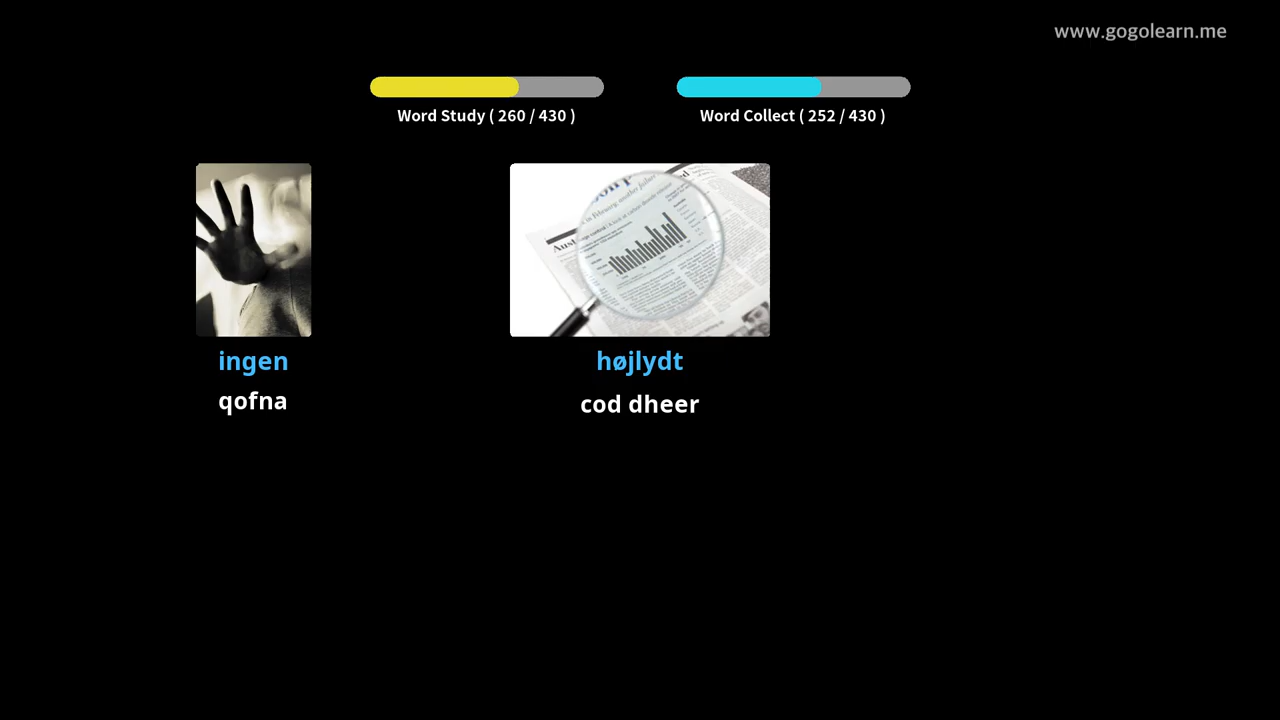 www.gogolearn.me
Word Study ( 260 / 430 )
Word Collect ( 252 / 430 )
ingen
qofna
højlydt
cod dheer